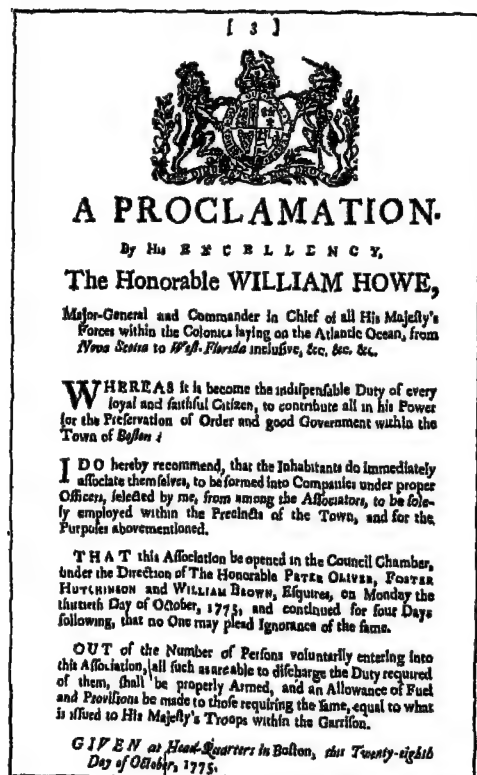 [ 3 ]
A PROCLAMATION.
By His EXCELLENCY,
The Honorable WILLIAM HOWE,
Major-General and Commander in Chief of all His Majeſty's
Forces within the Colonies laying on the Atlantic Ocean, from
Nova Scotia to Weſt-Florida incluſive, &c. &c. &c.
WHEREAS it is become the indiſpenſable Duty of every
loyal and faithful Citizen, to contribute all in his Power
for the Preſervation of Order and good Government within the
Town of Boſton :
I DO hereby recommend, that the Inhabitants do immediately
aſſociate themſelves, to be formed into Companies under proper
Officers, ſelected by me, from among the Aſſociators, to be ſole-
ly employed within the Precincts of the Town, and for the
Purpoſes abovementioned.
THAT this Aſſociation be opened in the Council Chamber,
under the Direction of The Honorable PETER OLIVER, FOSTER
HUTCHINSON and WILLIAM BROWN, Eſquires, on Monday the
thirtieth Day of October, 1775, and continued for four Days
following, that no One may plead Ignorance of the ſame.
OUT of the Number of Perſons voluntarily entering into
this Aſſociation, all ſuch as are able to diſcharge the Duty required
of them, ſhall be properly Armed, and an Allowance of Fuel
and Proviſions be made to thoſe requiring the ſame, equal to what
is iſſued to His Majeſty's Troops within the Garriſon.
GIVEN at Head-Quarters in Boſton, this Twenty-eighth
Day of October, 1775.